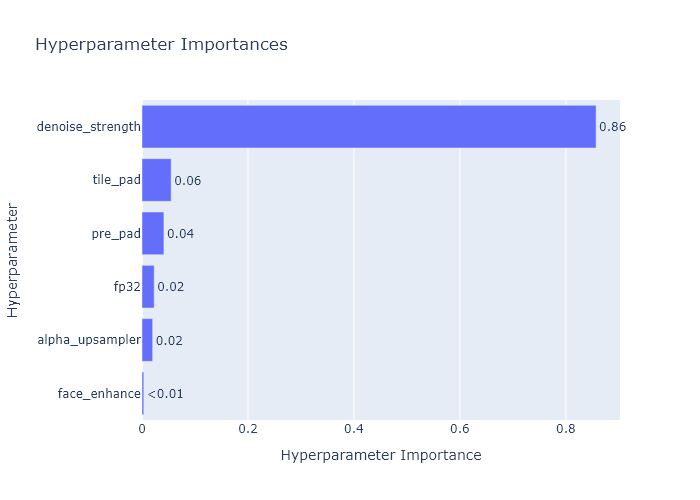 Hyperparameter Importances
Hyperparameter
denoise_strength 0.86
tile_pad 0.06
pre_pad 0.04
fp32 0.02
alpha_upsampler 0.02
face_enhance <0.01
0 0.2 0.4 0.6 0.8
Hyperparameter Importance